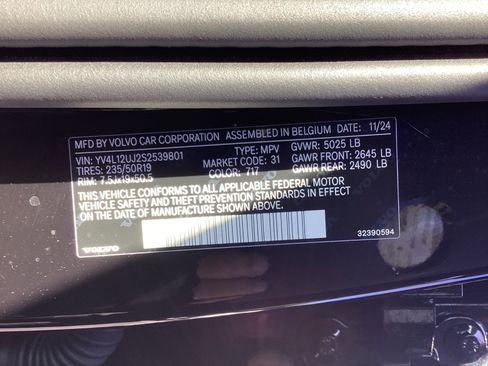 MFD BY VOLVO CAR CORPORATION ASSEMBLED IN BELGIUM DATE: 11/24
VIN: YV4L12UJ2S2539801 TYPE: MPV GVWR: 5025 LB
TIRES: 235/50R19 MARKET CODE: 31 GAWR FRONT: 2645 LB
RIM: 7.5Jx19x50.5 COLOR: 717 GAWR REAR: 2490 LB
THIS VEHICLE CONFORMS TO ALL APPLICABLE FEDERAL MOTOR
VEHICLE SAFETY AND THEFT PREVENTION STANDARDS IN EFFECT
ON THE DATE OF MANUFACTURE SHOWN ABOVE.
VOLVO 32390594